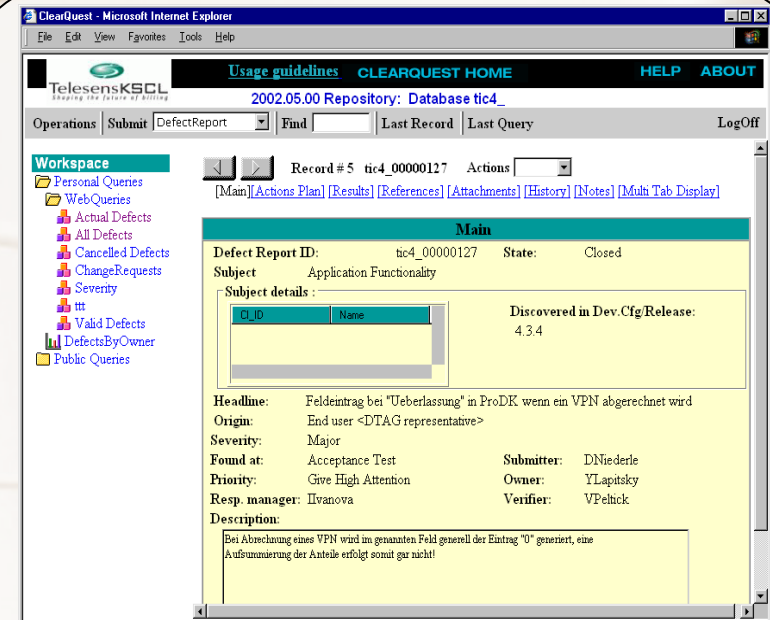 ClearQuest - Microsoft Internet Explorer
File Edit View Favorites Tools Help
TelesensKSCL
Shaping the future of billing
Usage guidelines CLEARQUEST HOME HELP ABOUT
2002.05.00 Repository: Database tic4_
Operations Submit DefectReport Find Last Record Last Query LogOff
Workspace
Personal Queries
WebQueries
Actual Defects
All Defects
Cancelled Defects
ChangeRequests
Severity
ttt
Valid Defects
DefectsByOwner
Public Queries
Record # 5 tic4_00000127 Actions
[Main][Actions Plan] [Results] [References] [Attachments] [History] [Notes] [Multi Tab Display]
Main
Defect Report ID: tic4_00000127 State: Closed
Subject Application Functionality
Subject details :
CI_ID Name
Discovered in Dev.Cfg/Release:
4.3.4
Headline: Feldeintrag bei "Ueberlassung" in ProDK wenn ein VPN abgerechnet wird
Origin: End user <DTAG representative>
Severity: Major
Found at: Acceptance Test Submitter: DNiederle
Priority: Give High Attention Owner: YLapitsky
Resp. manager: IIvanova Verifier: VPeltick
Description:
Bei Abrechnung eines VPN wird im genannten Feld generell der Eintrag "0" generiert, eine
Aufsummierung der Anteile erfolgt somit gar nicht!